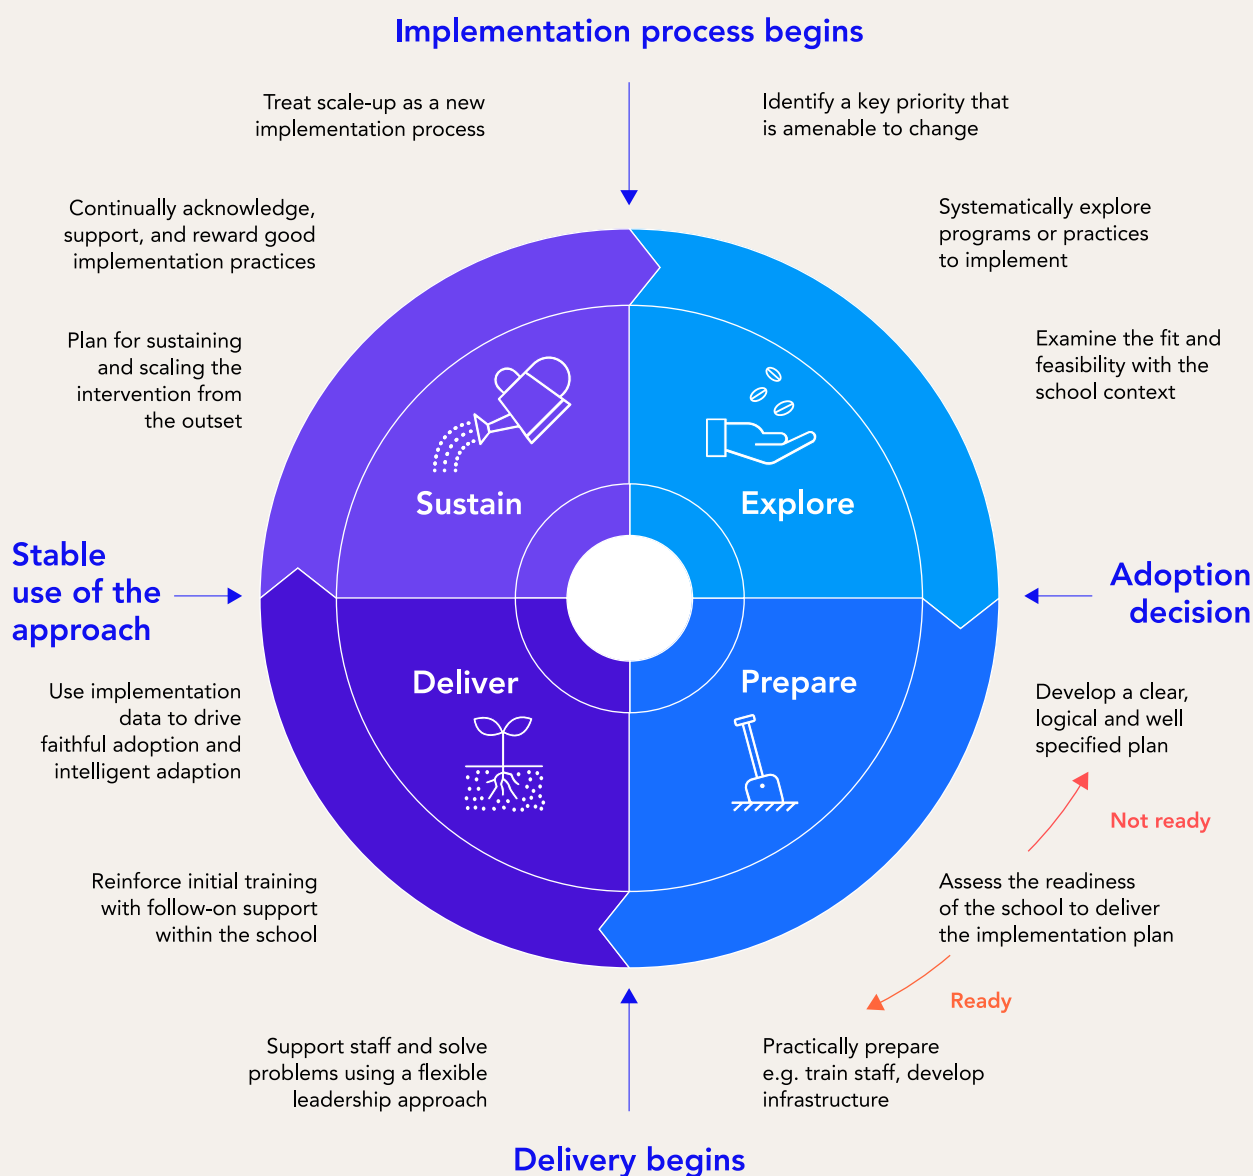 Implementation process begins
Treat scale-up as a new
implementation process
Identify a key priority that
is amenable to change
Continually acknowledge,
support, and reward good
implementation practices
Systematically explore
programs or practices
to implement
Plan for sustaining
and scaling the
intervention from
the outset
Examine the fit and
feasibility with the
school context
Sustain
Explore
Stable
use of the
approach
Adoption
decision
Deliver
Prepare
Use implementation
data to drive
faithful adoption and
intelligent adaption
Develop a clear,
logical and well
specified plan
Not ready
Reinforce initial training
with follow-on support
within the school
Assess the readiness
of the school to deliver
the implementation plan
Ready
Support staff and solve
problems using a flexible
leadership approach
Practically prepare
e.g. train staff, develop
infrastructure
Delivery begins